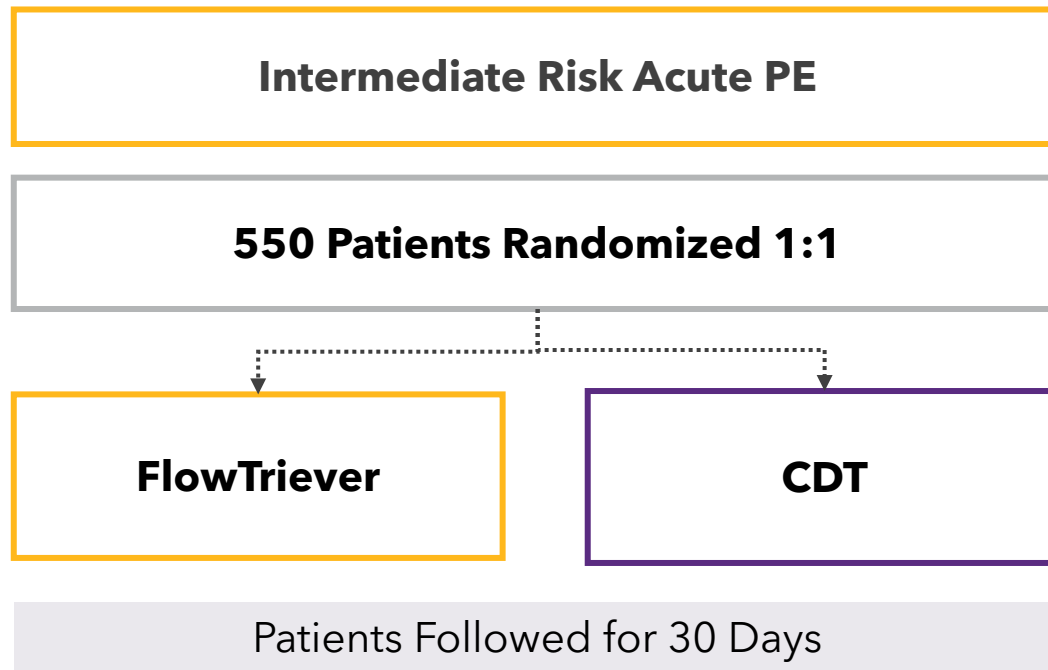 Intermediate Risk Acute PE
550 Patients Randomized 1:1
FlowTriever
CDT
Patients Followed for 30 Days